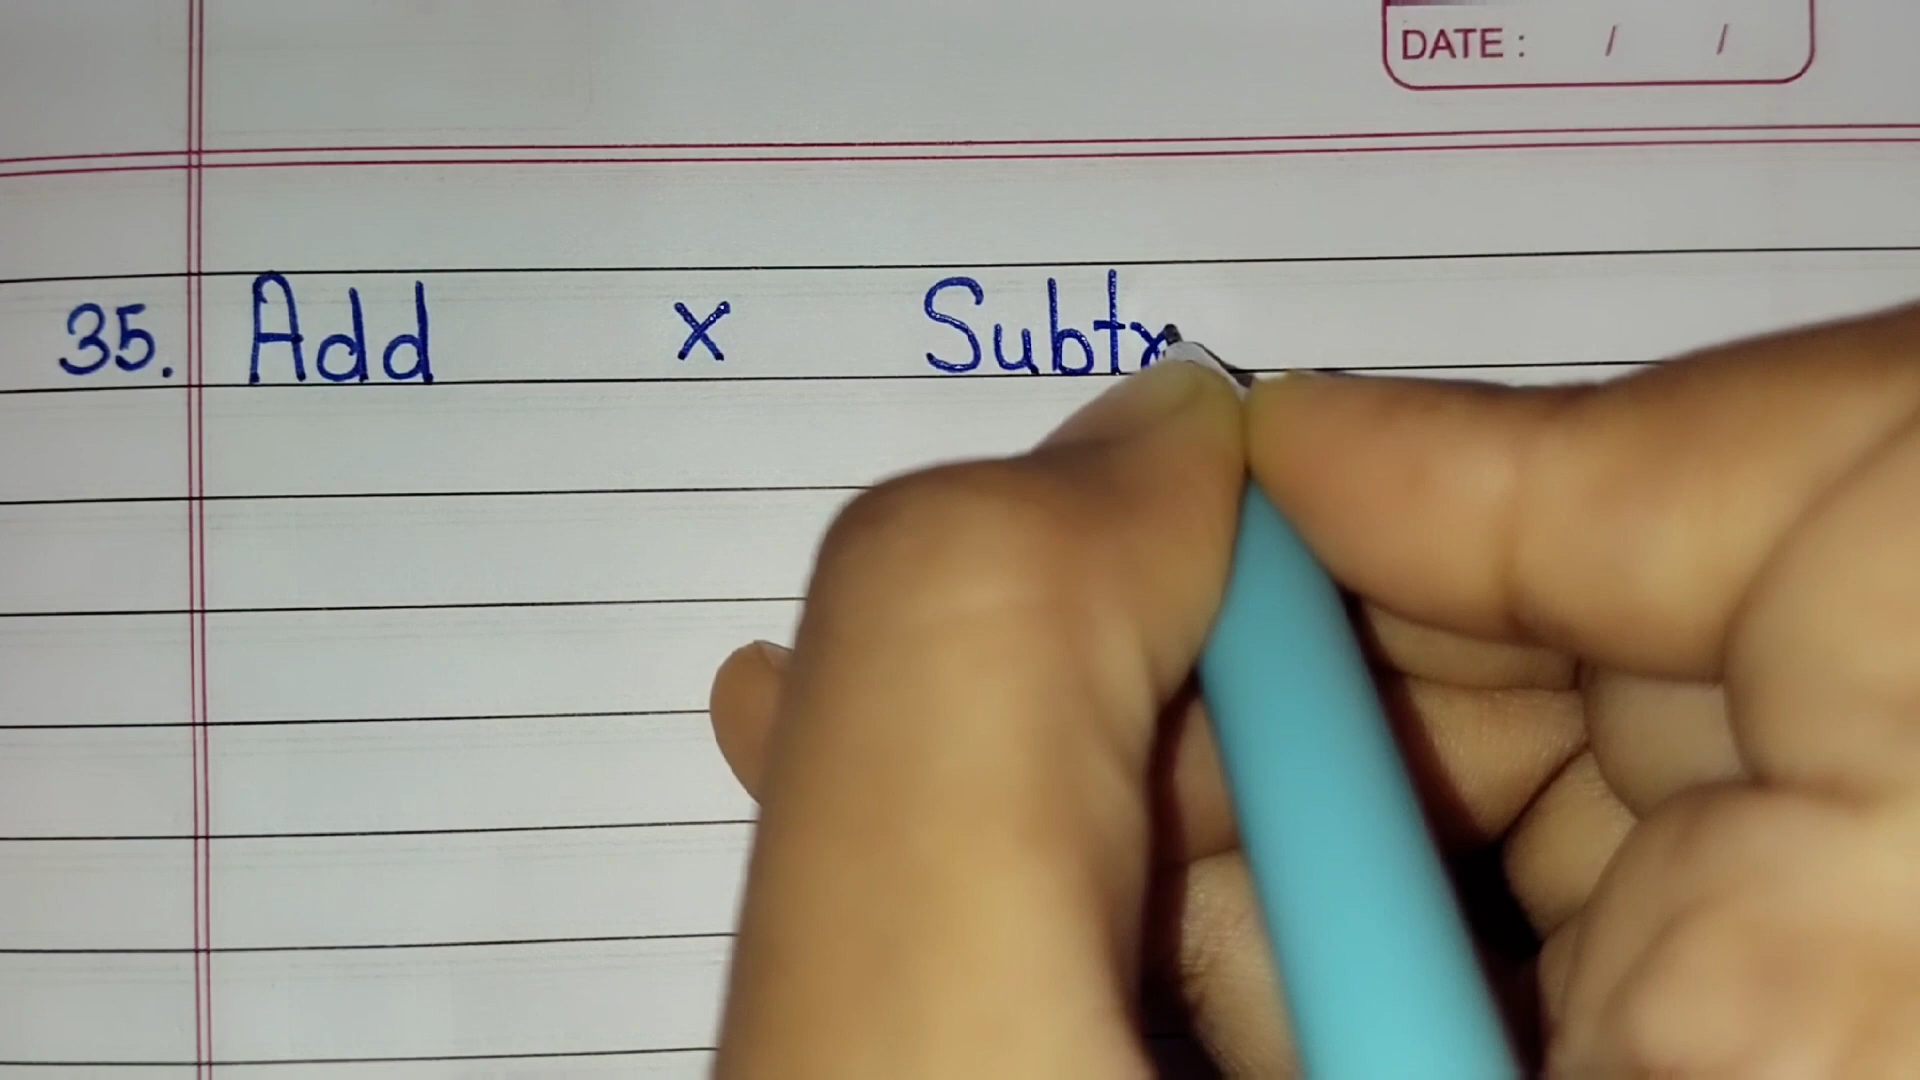 DATE : / /
35. Add x Subtr